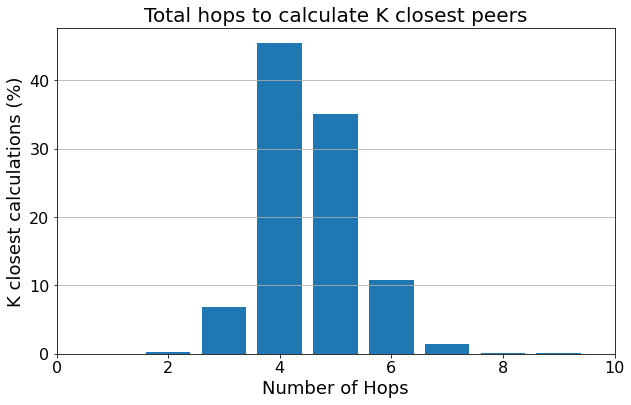 Total hops to calculate K closest peers
K closest calculations (%)
40
30
20
10
0
0 2 4 6 8 10
Number of Hops